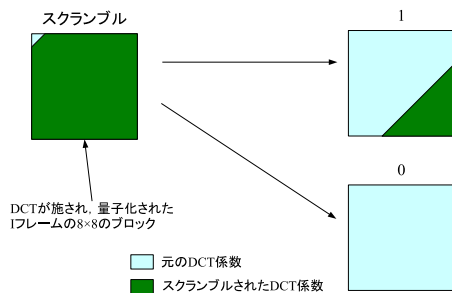 スクランブル
1
0
DCTが施され，量子化された
Iフレームの8×8のブロック
元のDCT係数
スクランブルされたDCT係数